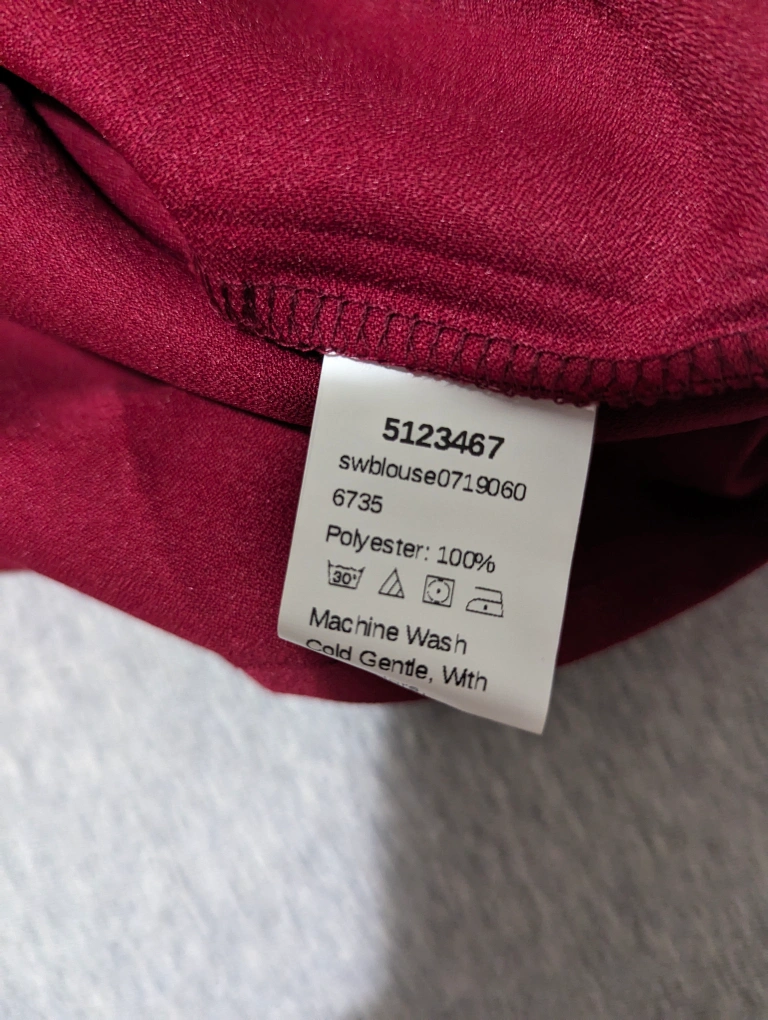 5123467
swblouse0719060
6735
Polyester: 100%
30°
Machine Wash
Cold Gentle, With